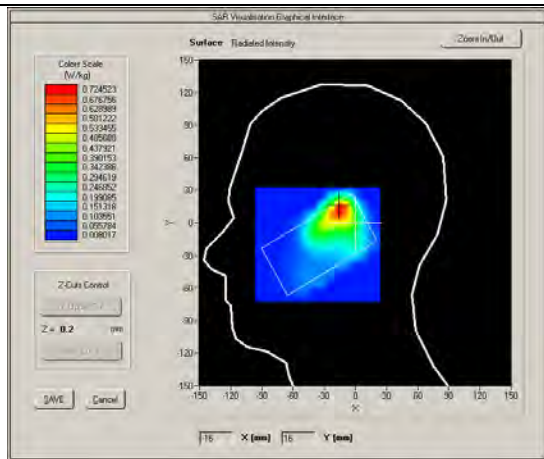 SAR Visualisation Graphical Interface
Surface Radiated Intensity
Zoom In/Out
Colour Scale
(W/kg)
0.724523
0.676756
0.628989
0.581222
0.533455
0.485688
0.437921
0.390153
0.342386
0.294619
0.246852
0.199085
0.151318
0.103551
0.055784
0.008017
150
120
90
60
30
0
30
60
90
120
150
Y
-150 -120 -90 -60 -30 0 30 60 90 120 150
X
Z-Cuts Control
Z = 0.2 mm
SAVE Cancel
-16 X (mm) 16 Y (mm)